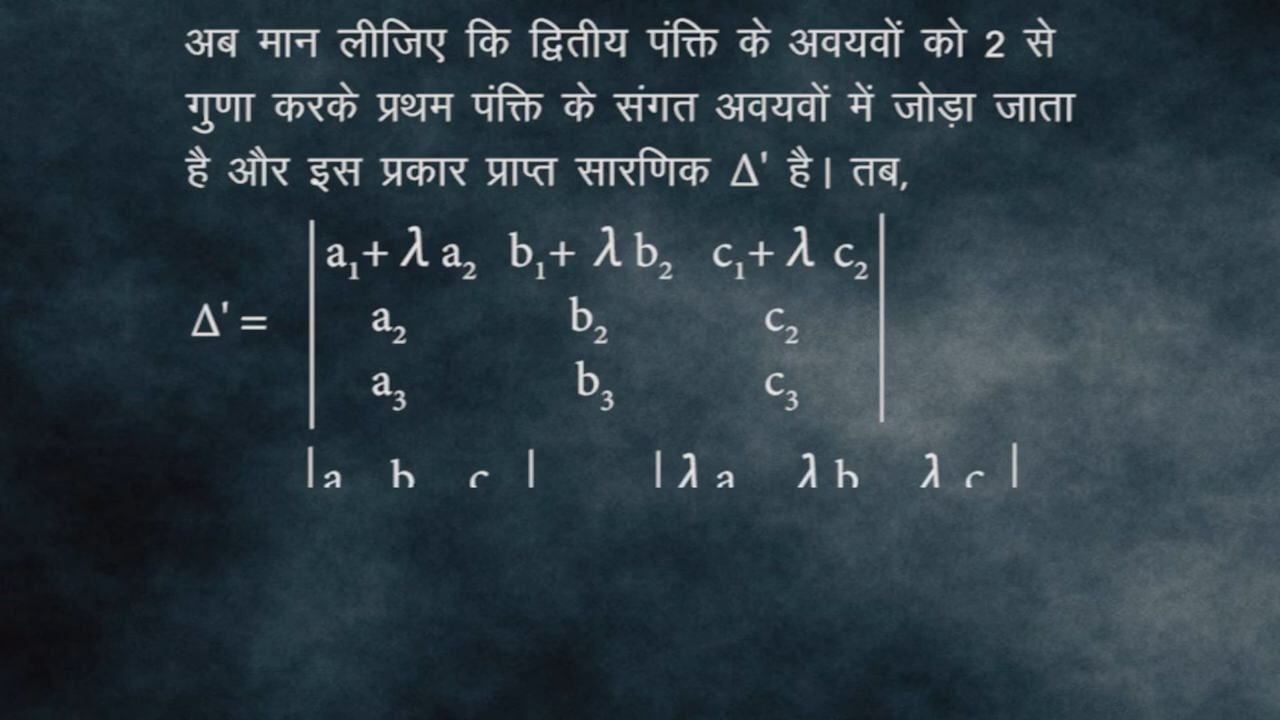 अब मान लीजिए कि द्वितीय पंक्ति के अवयवों को 2 से
गुणा करके प्रथम पंक्ति के संगत अवयवों में जोड़ा जाता
है और इस प्रकार प्राप्त सारणिक Δ' है। तब,
| a₁+ λ a₂ b₁+ λ b₂ c₁+ λ c₂ |
Δ' = | a₂ b₂ c₂ |
| a₃ b₃ c₃ |
| a b c | | λ a λ b λ c |